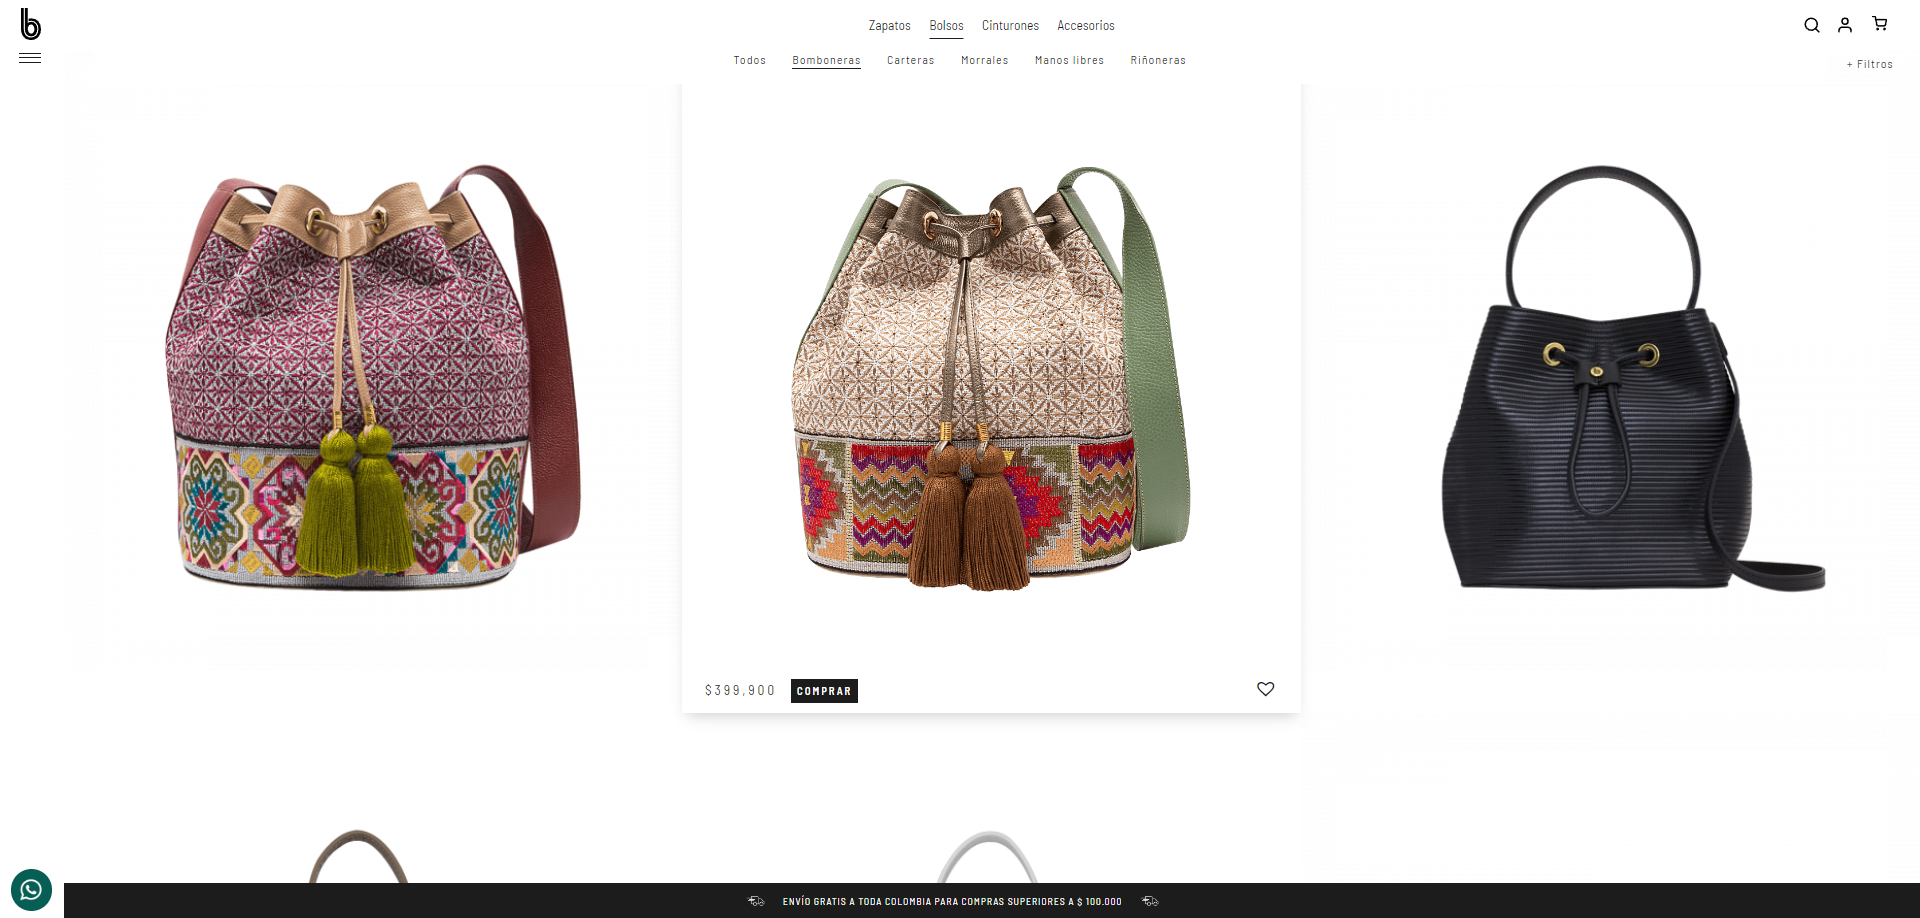 b
Zapatos Bolsos Cinturones Accesorios
Todos Bomboneras Carteras Morrales Manos libres Riñoneras
+ Filtros
$399,900 COMPRAR
ENVÍO GRATIS A TODA COLOMBIA PARA COMPRAS SUPERIORES A $ 100.000